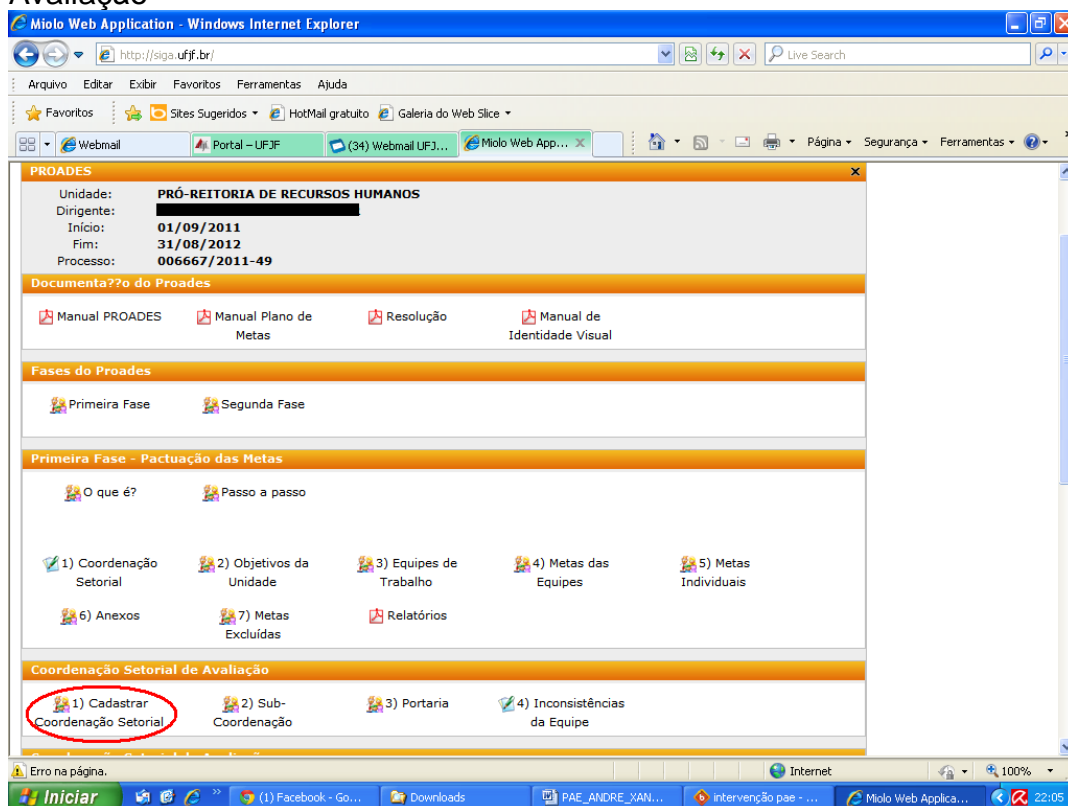 Avaliação
Miolo Web Application - Windows Internet Explorer
http://siga.ufjf.br/
Live Search
Arquivo Editar Exibir Favoritos Ferramentas Ajuda
Favoritos Sites Sugeridos HotMail gratuito Galeria do Web Slice
Webmail Portal – UFJF (34) Webmail UFJ... Miolo Web App... X Página Segurança Ferramentas
PROADES x
Unidade: PRÓ-REITORIA DE RECURSOS HUMANOS
Dirigente:
Início: 01/09/2011
Fim: 31/08/2012
Processo: 006667/2011-49
Documenta??o do Proades
Manual PROADES Manual Plano de Metas Resolução Manual de Identidade Visual
Fases do Proades
Primeira Fase Segunda Fase
Primeira Fase - Pactuação das Metas
O que é? Passo a passo
1) Coordenação Setorial 2) Objetivos da Unidade 3) Equipes de Trabalho 4) Metas das Equipes 5) Metas Individuais
6) Anexos 7) Metas Excluídas Relatórios
Coordenação Setorial de Avaliação
1) Cadastrar Coordenação Setorial 2) Sub-Coordenação 3) Portaria 4) Inconsistências da Equipe
Erro na página. Internet 100%
Iniciar (1) Facebook - Go... Downloads PAE_ANDRE_XAN... intervenção pae - ... Miolo Web Applica... 22:05